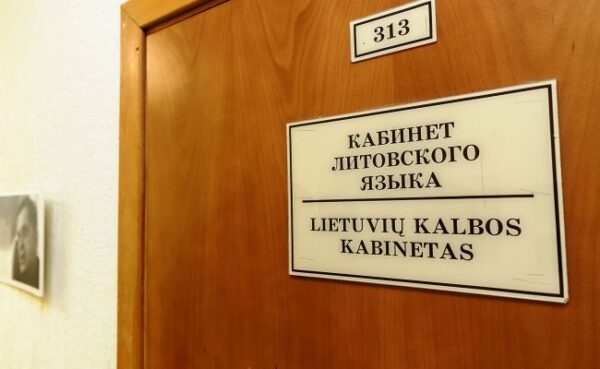 313
КАБИНЕТ
ЛИТОВСКОГО
ЯЗЫКА
LIETUVIŲ KALBOS
KABINETAS